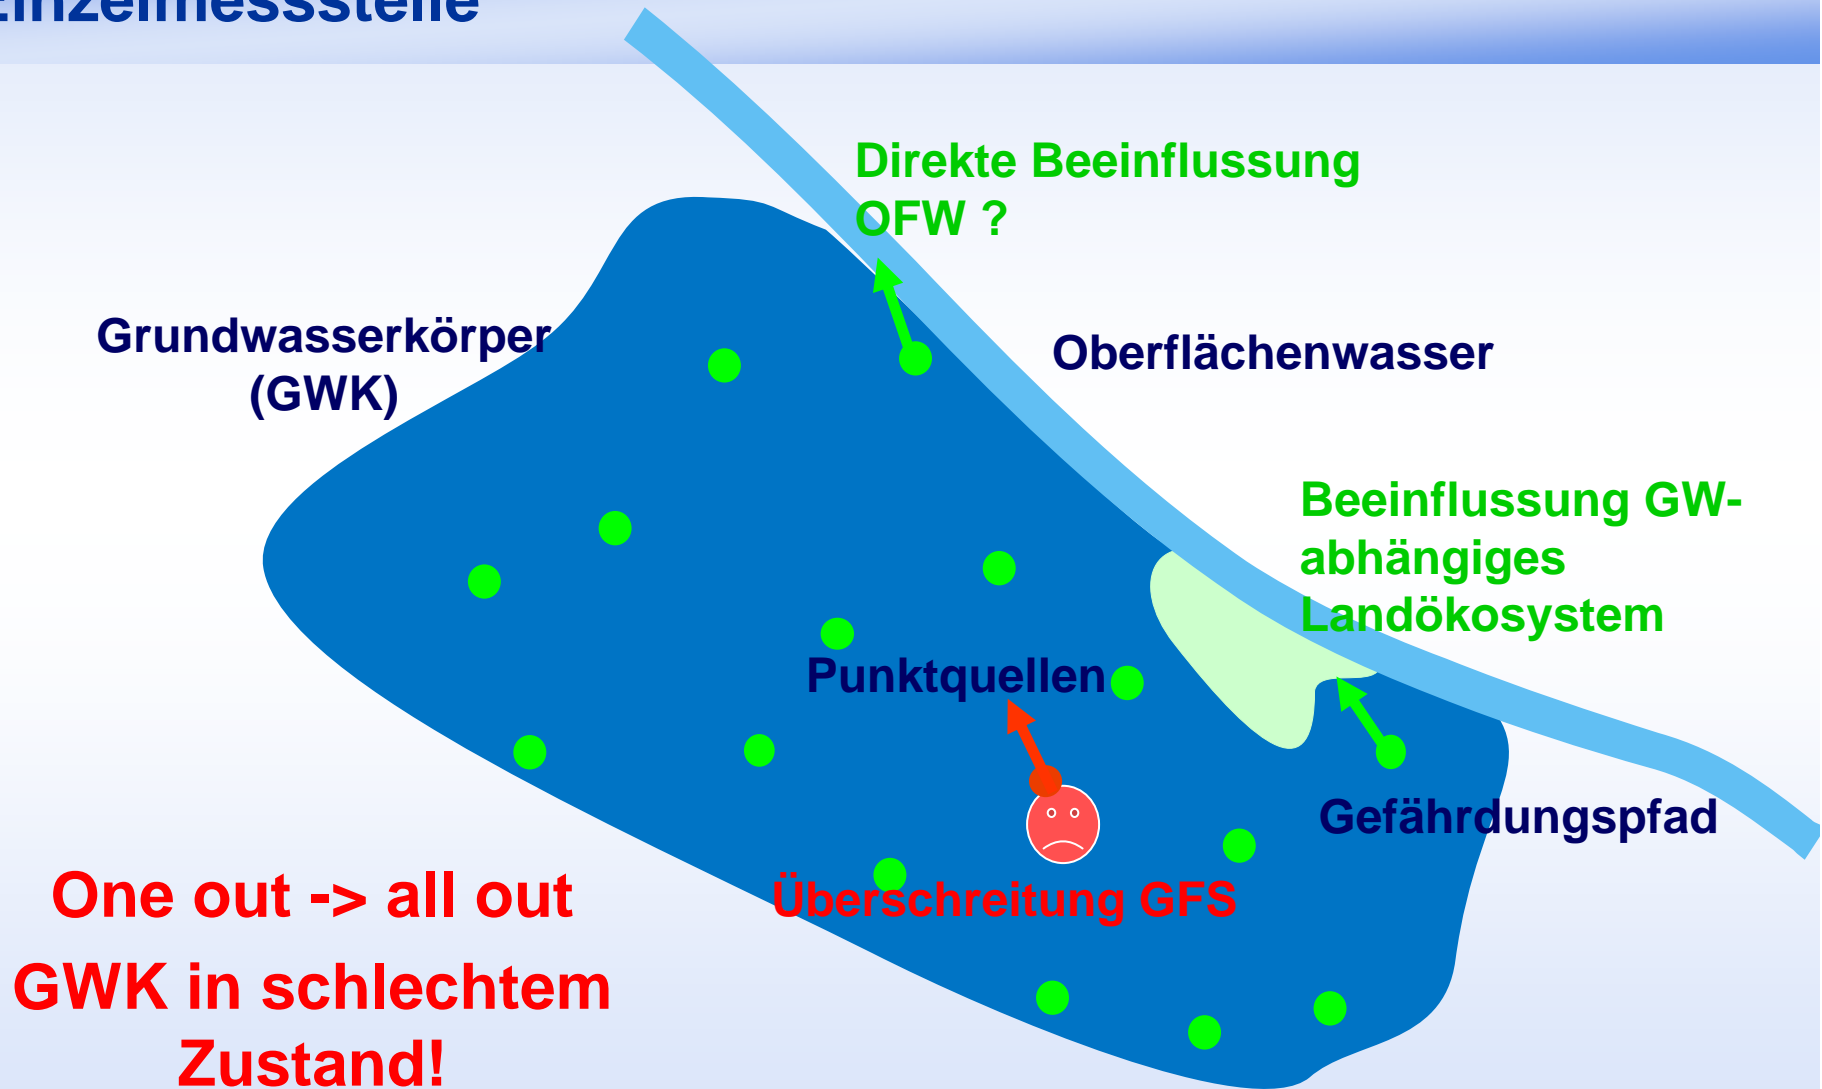 Einzelmessstelle
Direkte Beeinflussung
OFW ?
Grundwasserkörper
(GWK)
Oberflächenwasser
Beeinflussung GW-
abhängiges
Landökosystem
Punktquellen
Gefährdungspfad
Überschreitung GFS
One out -> all out
GWK in schlechtem
Zustand!